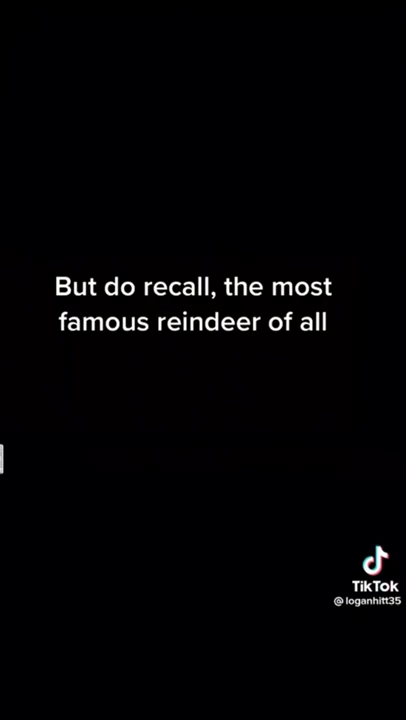 But do recall, the most
famous reindeer of all
TikTok
@loganhitt35